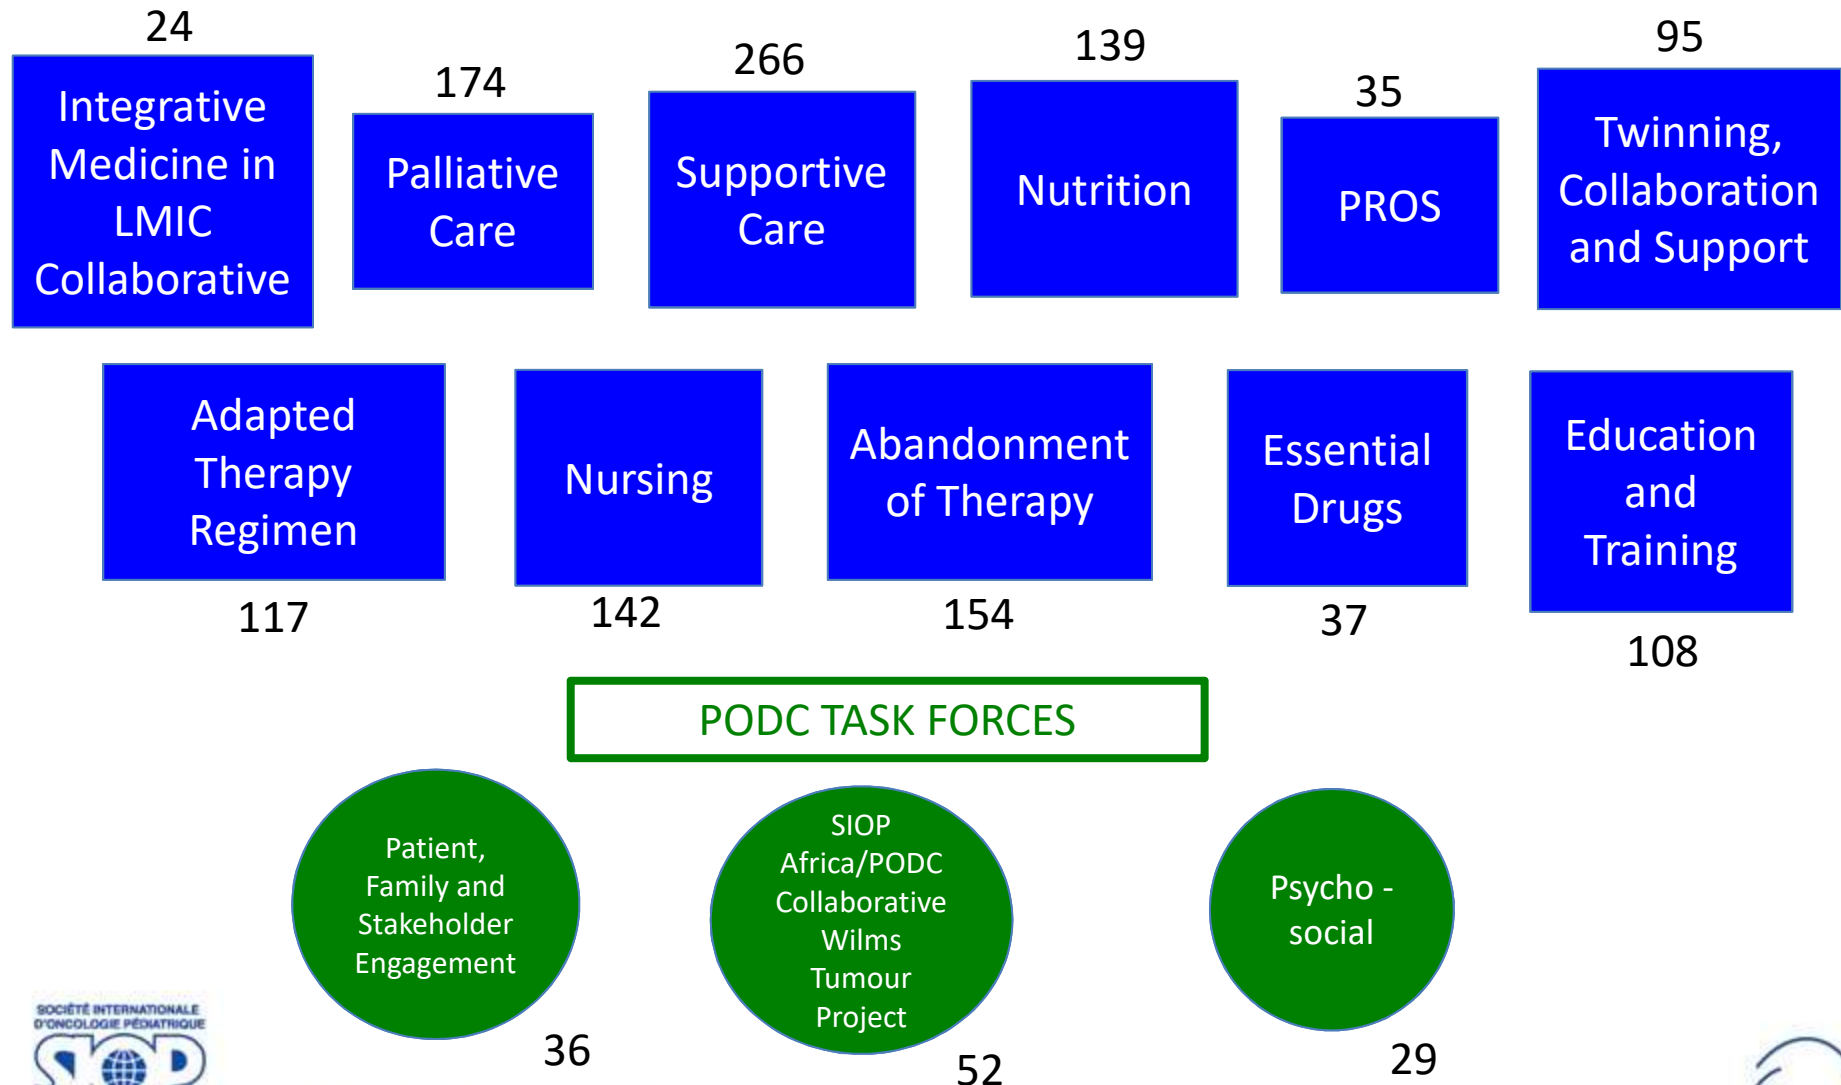 24
Integrative
Medicine in
LMIC
Collaborative
174
Palliative
Care
266
Supportive
Care
139
Nutrition
35
PROS
95
Twinning,
Collaboration
and Support
Adapted
Therapy
Regimen
117
Nursing
142
Abandonment
of Therapy
154
Essential
Drugs
37
Education
and
Training
108
PODC TASK FORCES
Patient,
Family and
Stakeholder
Engagement
36
SIOP
Africa/PODC
Collaborative
Wilms
Tumour
Project
52
Psycho -
social
29
SOCIÉTÉ INTERNATIONALE
D'ONCOLOGIE PÉDIATRIQUE
SIOP